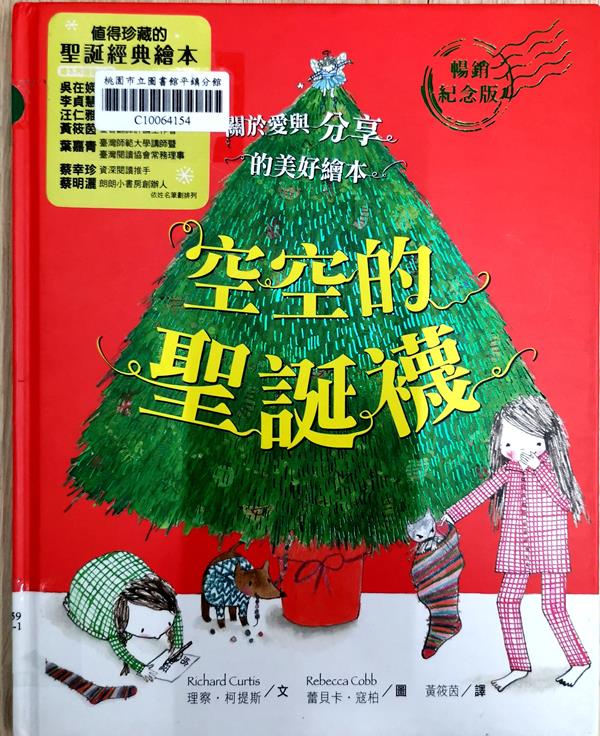 值得珍藏的
聖誕經典繪本
桃園市立圖書館平鎮分館
C10064154
吳在媖
李貞慧
汪仁雅
黃筱茵
葉嘉青 臺灣師範大學講師暨
臺灣閱讀協會常務理事
蔡幸珍 資深閱讀推手
蔡明灑 朗朗小書房創辦人
依姓名筆劃排列
暢銷
紀念版
關於愛與分享
的美好繪本
空空的
聖誕襪
Richard Curtis
理察・柯提斯/文
Rebecca Cobb
蕾貝卡・寇柏/圖
黃筱茵/譯